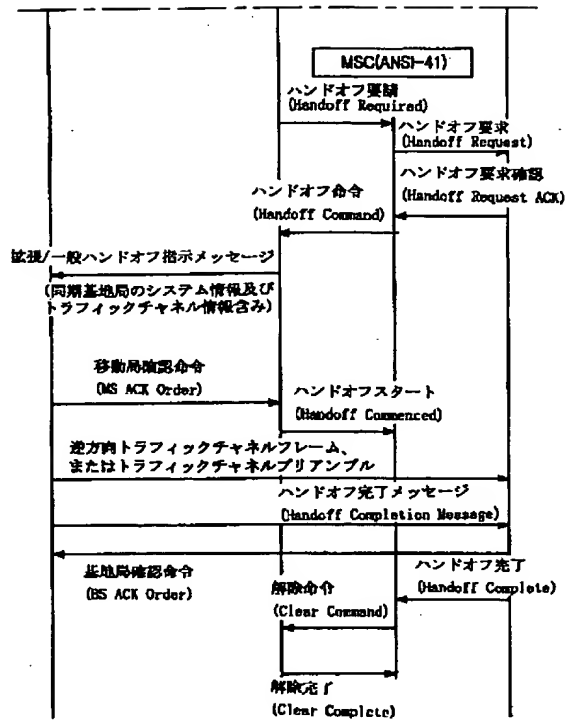 MSC(ANSI-41)
ハンドオフ要請
(Handoff Required)
ハンドオフ要求
(Handoff Request)
ハンドオフ要求確認
(Handoff Request ACK)
ハンドオフ命令
(Handoff Command)
拡張/一般ハンドオフ指示メッセージ
(同期基地局のシステム情報及び
トラフィックチャネル情報含み)
移動局確認命令
(MS ACK Order)
ハンドオフスタート
(Handoff Commenced)
逆方向トラフィックチャネルフレーム、
またはトラフィックチャネルプリアンブル
ハンドオフ完了メッセージ
(Handoff Completion Message)
基地局確認命令
(BS ACK Order)
ハンドオフ完了
(Handoff Complete)
解除命令
(Clear Command)
解除完了
(Clear Complete)